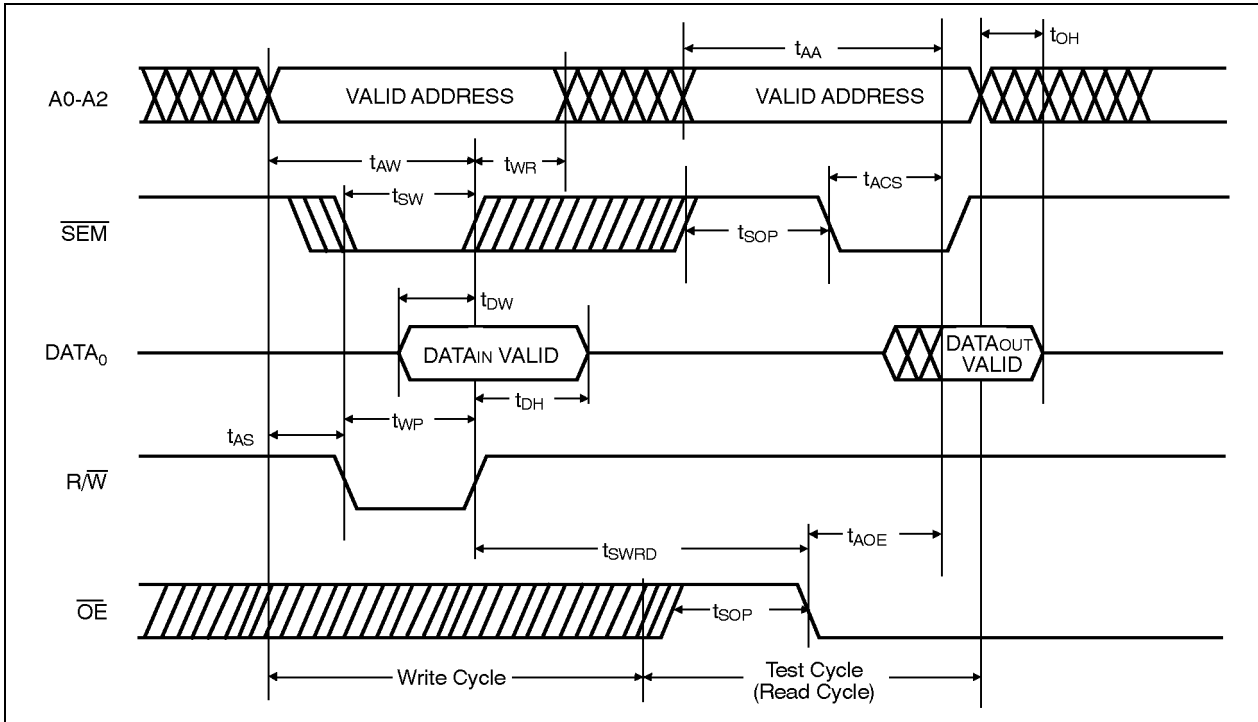 tAA
tOH
A0-A2
VALID ADDRESS
VALID ADDRESS
tAW
tWR
tSW
tACS
SEM
tSOP
tDW
DATA0
DATAIN VALID
DATAOUT
VALID
tDH
tWP
tAS
R/W
tSWRD
tAOE
OE
tSOP
Write Cycle
Test Cycle
(Read Cycle)